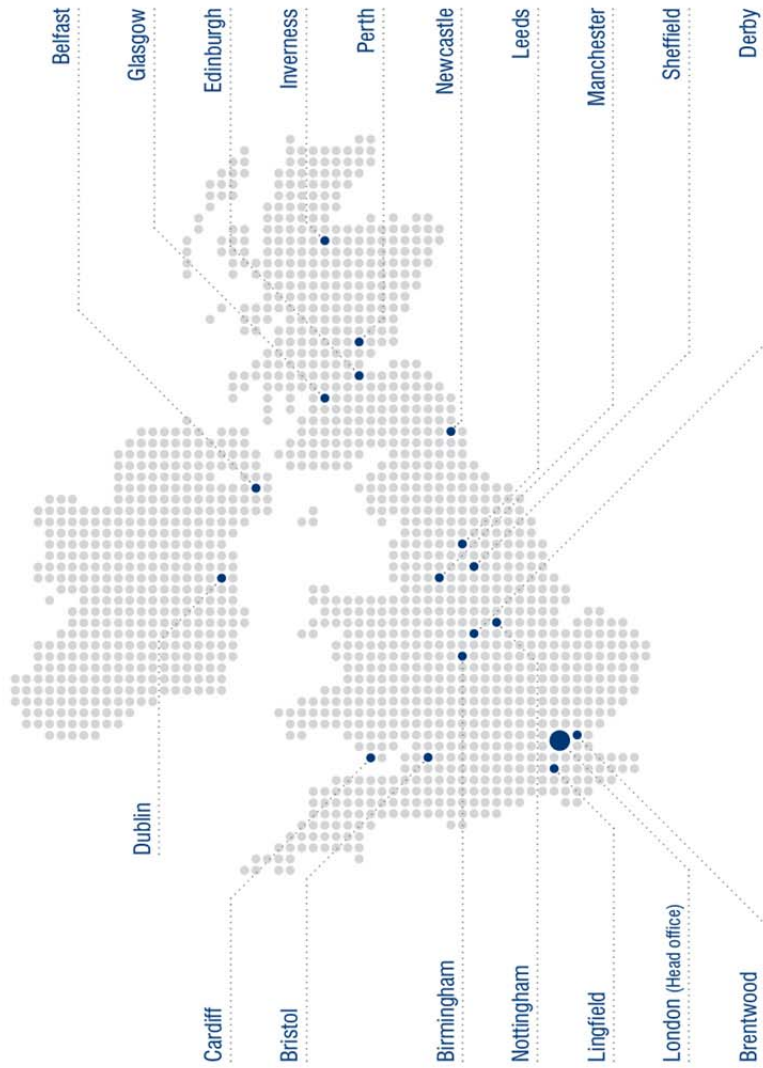 Belfast
Glasgow
Edinburgh
Inverness
Perth
Newcastle
Leeds
Manchester
Sheffield
Derby
Dublin
Cardiff
Bristol
Birmingham
Nottingham
Lingfield
London (Head office)
Brentwood